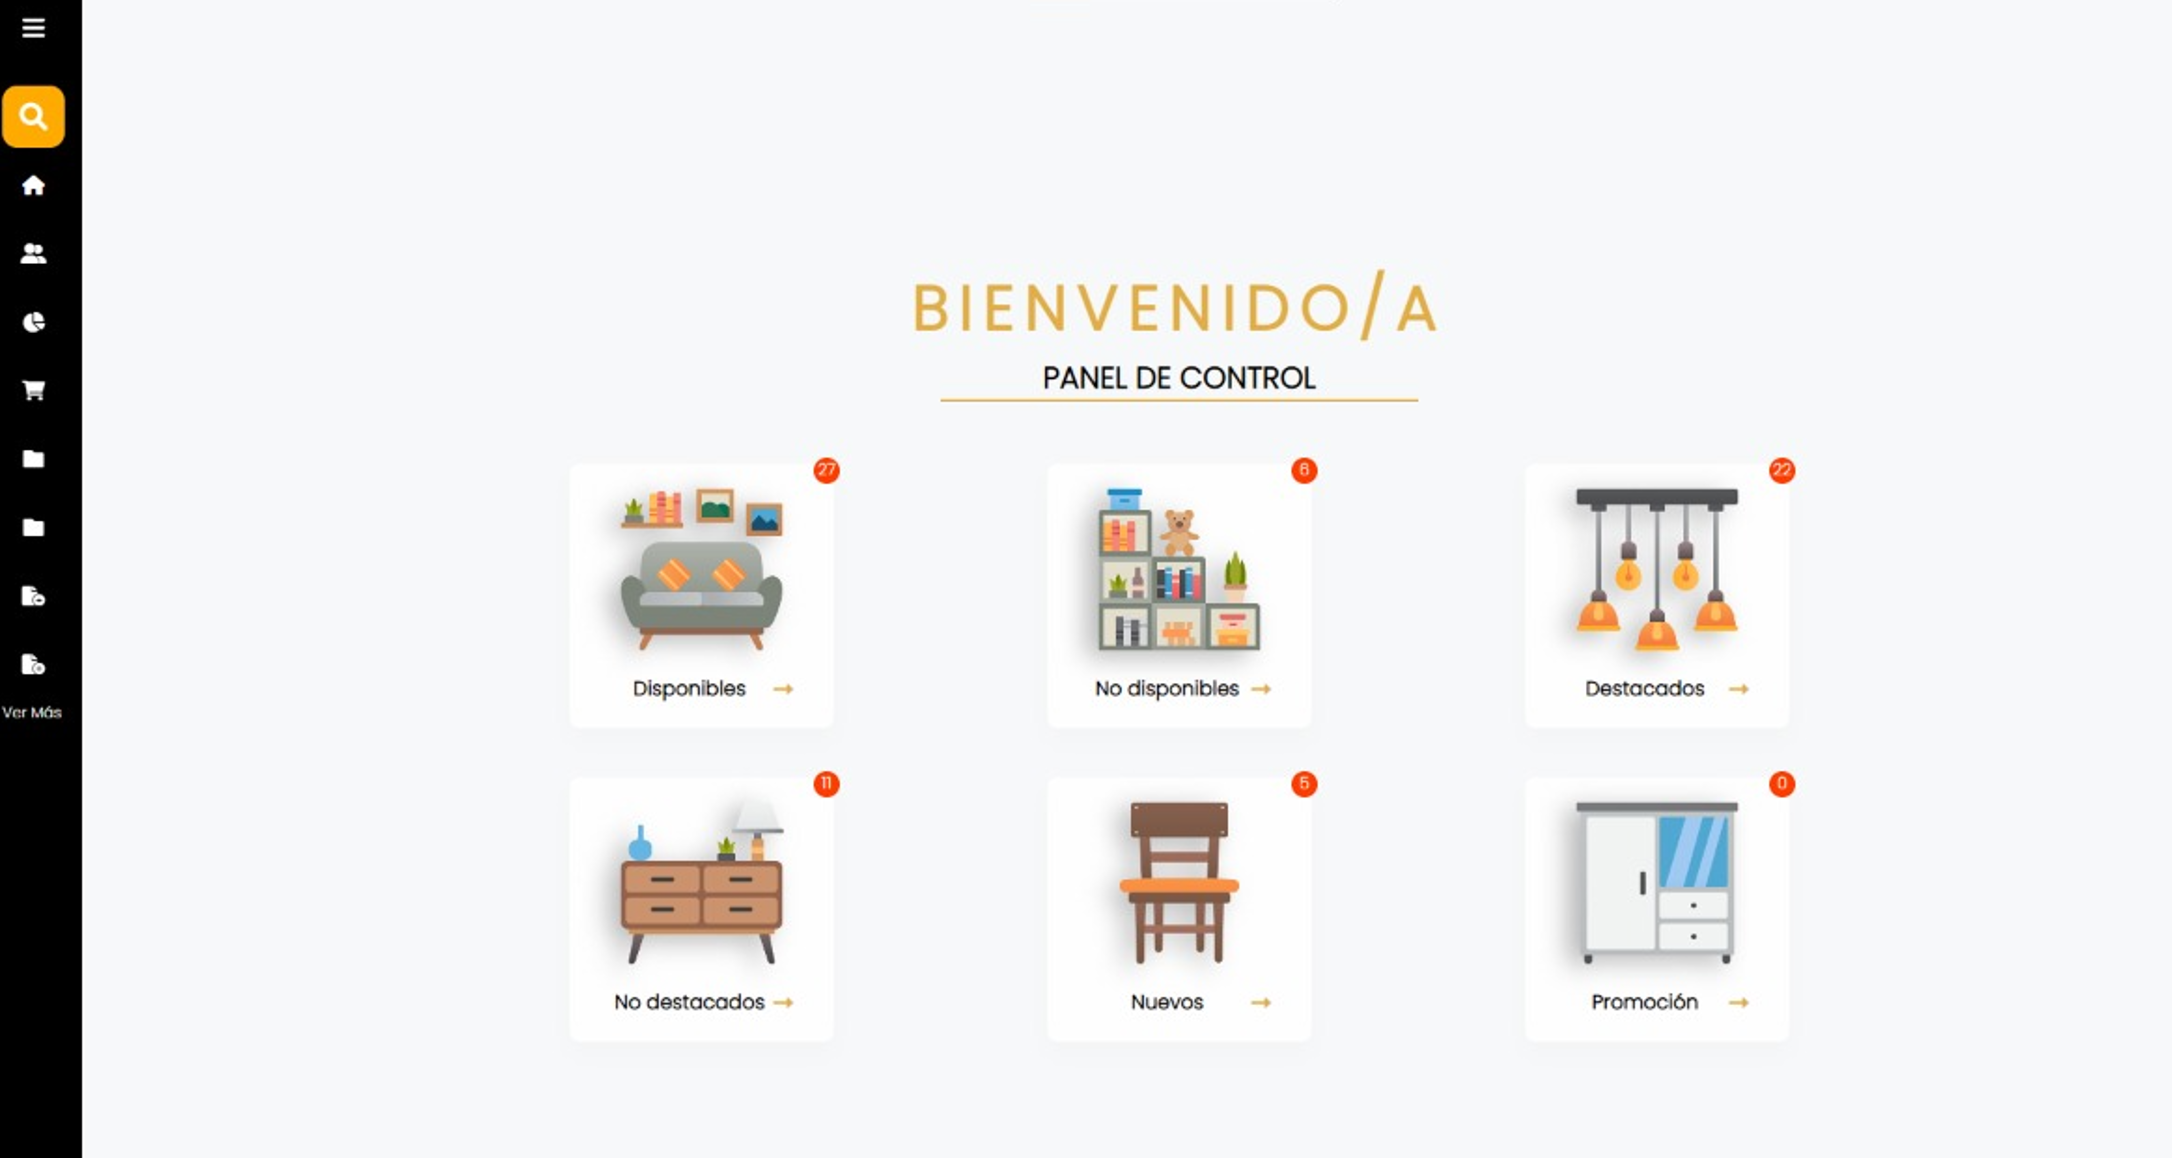 BIENVENIDO/A
PANEL DE CONTROL
27
6
22
Disponibles
No disponibles
Destacados
Ver Más
11
5
0
No destacados
Nuevos
Promoción